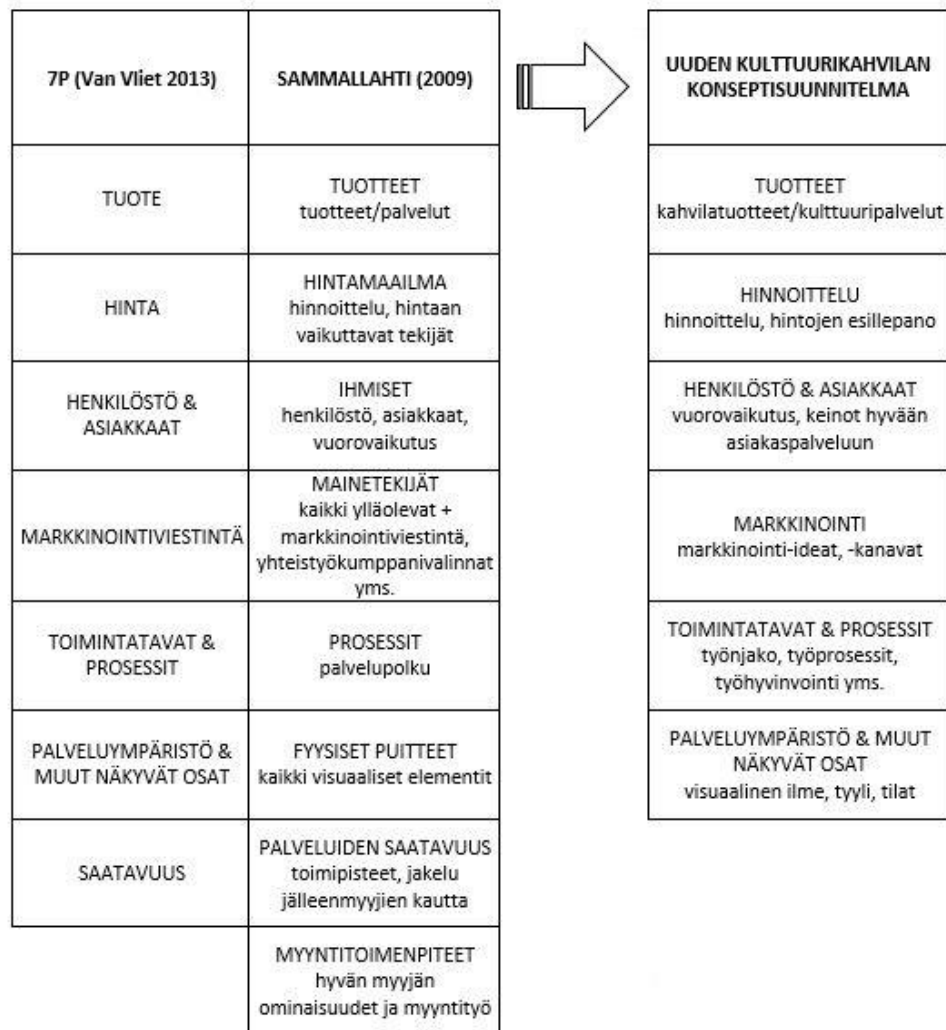 7P (Van Vliet 2013)
SAMMALLAHTI (2009)
UUDEN KULTTUURIKAHVILAN
KONSEPTISUUNNITELMA
TUOTE
TUOTTEET
tuotteet/palvelut
TUOTTEET
kahvilatuotteet/kulttuuripalvelut
HINTA
HINTAMAAILMA
hinnoittelu, hintaan
vaikuttavat tekijät
HINNOITTELU
hinnoittelu, hintojen esillepano
HENKILÖSTÖ &
ASIAKKAAT
IHMISET
henkilöstö, asiakkaat,
vuorovaikutus
HENKILÖSTÖ & ASIAKKAAT
vuorovaikutus, keinot hyvään
asiakaspalveluun
MARKKINOINTIVIESTINTÄ
MAINETEKIJÄT
kaikki ylläolevat +
markkinointiviestintä,
yhteistyökumppanivalinnat
yms.
MARKKINOINTI
markkinointi-ideat, -kanavat
TOIMINTATAVAT &
PROSESSIT
PROSESSIT
palvelupolku
TOIMINTATAVAT & PROSESSIT
työnjako, työprosessit,
työhyvinvointi yms.
PALVELUYMPÄRISTÖ &
MUUT NÄKYVÄT OSAT
FYYSISET PUITTEET
kaikki visuaaliset elementit
PALVELUYMPÄRISTÖ & MUUT
NÄKYVÄT OSAT
visuaalinen ilme, tyyli, tilat
SAATAVUUS
PALVELUIDEN SAATAVUUS
toimipisteet, jakelu
jälleenmyyjien kautta
MYYNTITOIMENPITEET
hyvän myyjän
ominaisuudet ja myyntityö